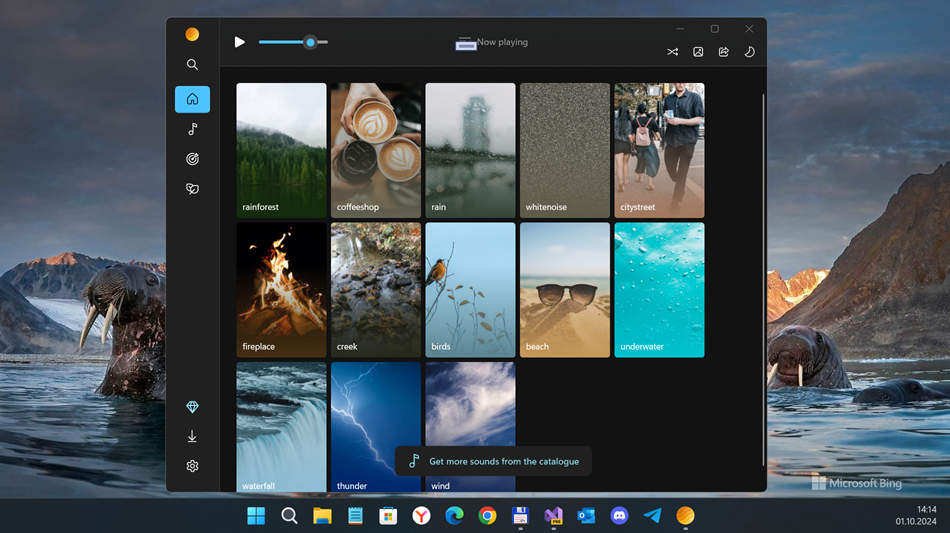 Now playing
rainforest
coffeeshop
rain
whitenoise
citystreet
fireplace
creek
birds
beach
underwater
waterfall
thunder
wind
Get more sounds from the catalogue
Microsoft Bing
PRE
14:14
01.10.2024